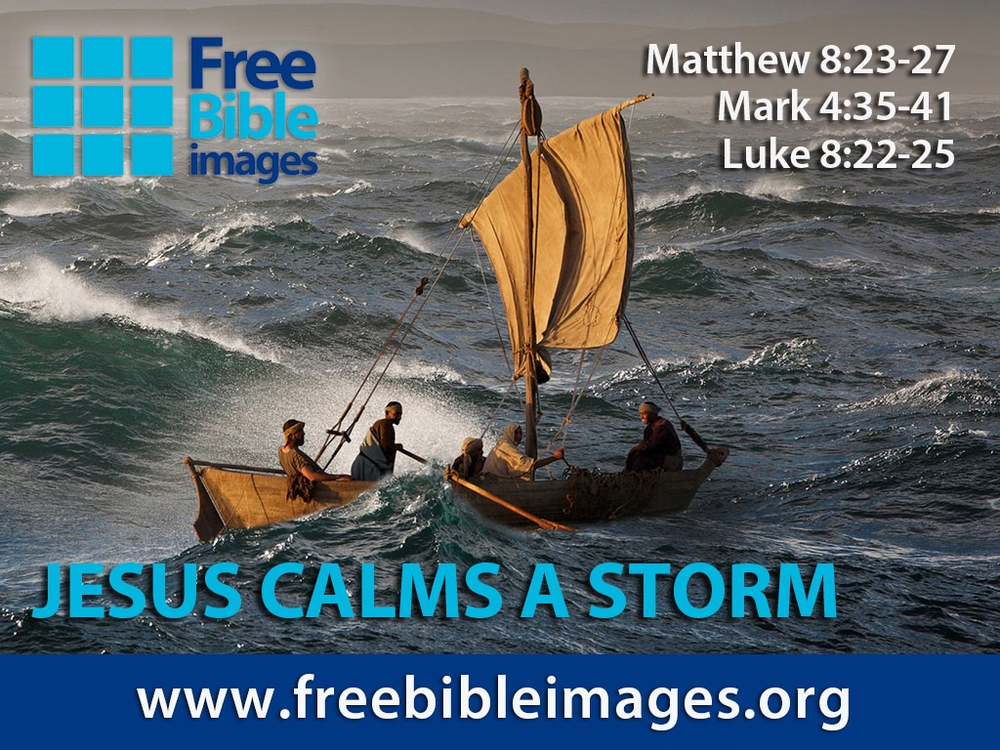 Free
Bible
images
Matthew 8:23-27
Mark 4:35-41
Luke 8:22-25
JESUS CALMS A STORM
www.freebibleimages.org